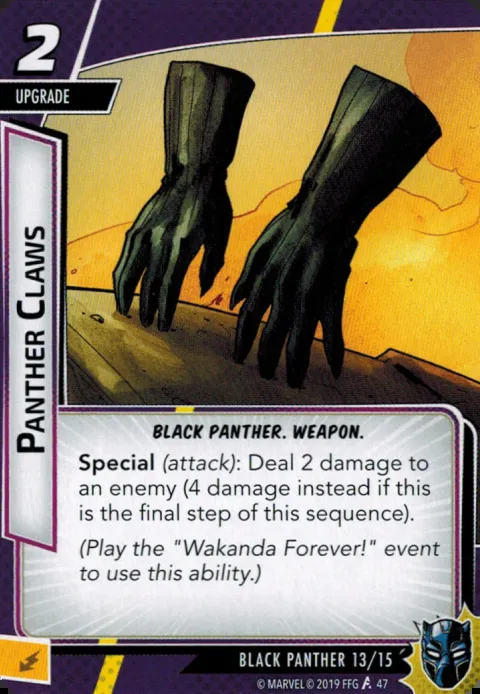 2
UPGRADE
PANTHER CLAWS
BLACK PANTHER. WEAPON.
Special (attack): Deal 2 damage to
an enemy (4 damage instead if this
is the final step of this sequence).
(Play the "Wakanda Forever!" event
to use this ability.)
BLACK PANTHER 13/15
© MARVEL © 2019 FFG 47